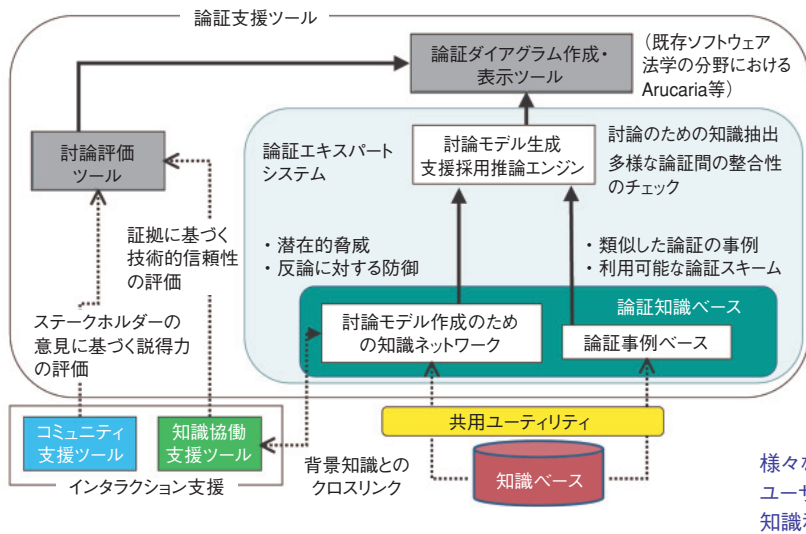 論証支援ツール
論証ダイアグラム作成・
表示ツール
(既存ソフトウェア
法学の分野における
Arucaria等)
討論評価
ツール
論証エキスパート
システム
討論モデル生成
支援採用推論エンジン
討論のための知識抽出
多様な論証間の整合性
のチェック
証拠に基づく
技術的信頼性
の評価
・潜在的脅威
・反論に対する防御
・類似した論証の事例
・利用可能な論証スキーム
論証知識ベース
ステークホルダーの
意見に基づく説得力
の評価
討論モデル作成のため
の知識ネットワーク
論証事例ベース
コミュニティ
支援ツール
知識協働
支援ツール
インタラクション支援
共用ユーティリティ
背景知識との
クロスリンク
知識ベース
様々な
ユーザ
知識